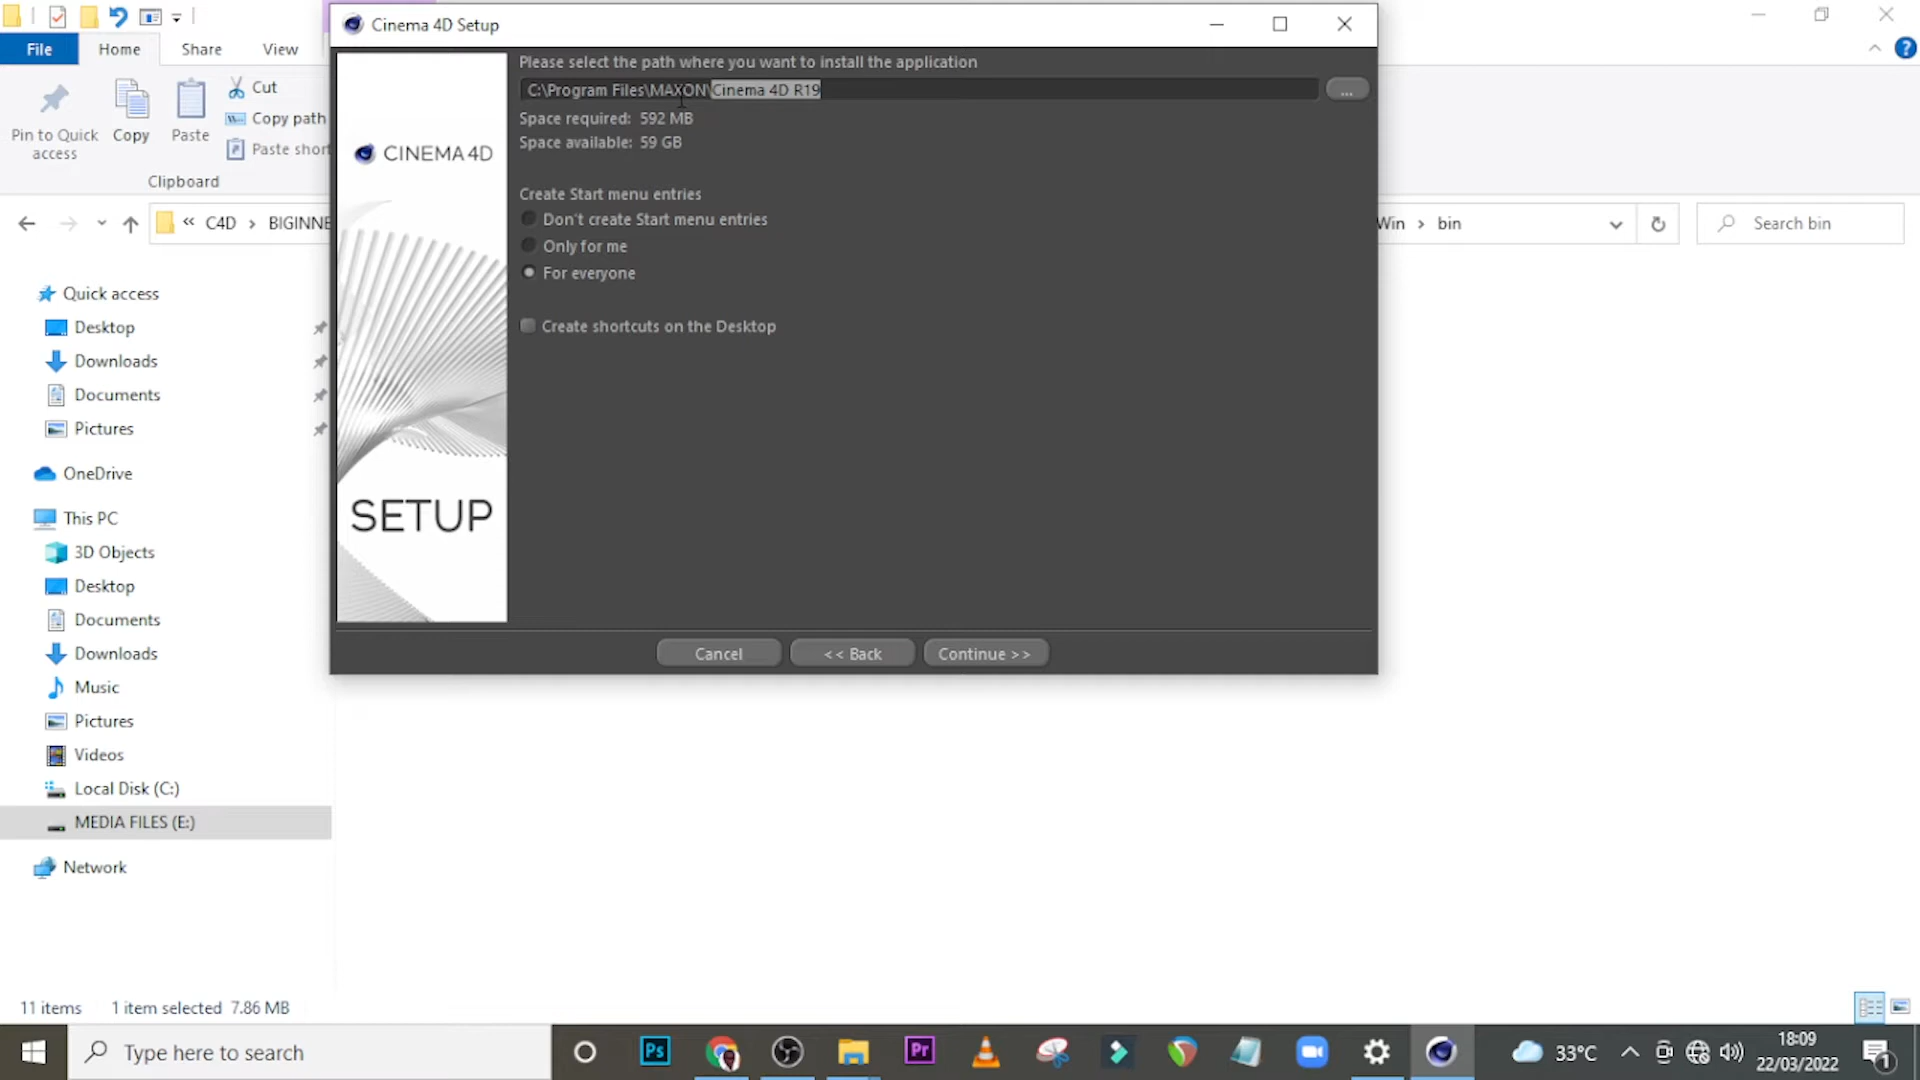 Cinema 4D Setup
File
Home
Share
View
Pin to Quick access
Copy
Paste
Cut
Copy path
Paste short
Clipboard
« C4D > BIGINNE
Win > bin
Search bin
Please select the path where you want to install the application
C:\Program Files\MAXON\Cinema 4D R19
...
Space required: 592 MB
Space available: 59 GB
Create Start menu entries
Don't create Start menu entries
Only for me
For everyone
Create shortcuts on the Desktop
CINEMA 4D
SETUP
Cancel
<< Back
Continue >>
Quick access
Desktop
Downloads
Documents
Pictures
OneDrive
This PC
3D Objects
Desktop
Documents
Downloads
Music
Pictures
Videos
Local Disk (C:)
MEDIA FILES (E:)
Network
11 items
1 item selected 7.86 MB
Type here to search
Ps
Pr
33°C
18:09
22/03/2022
1